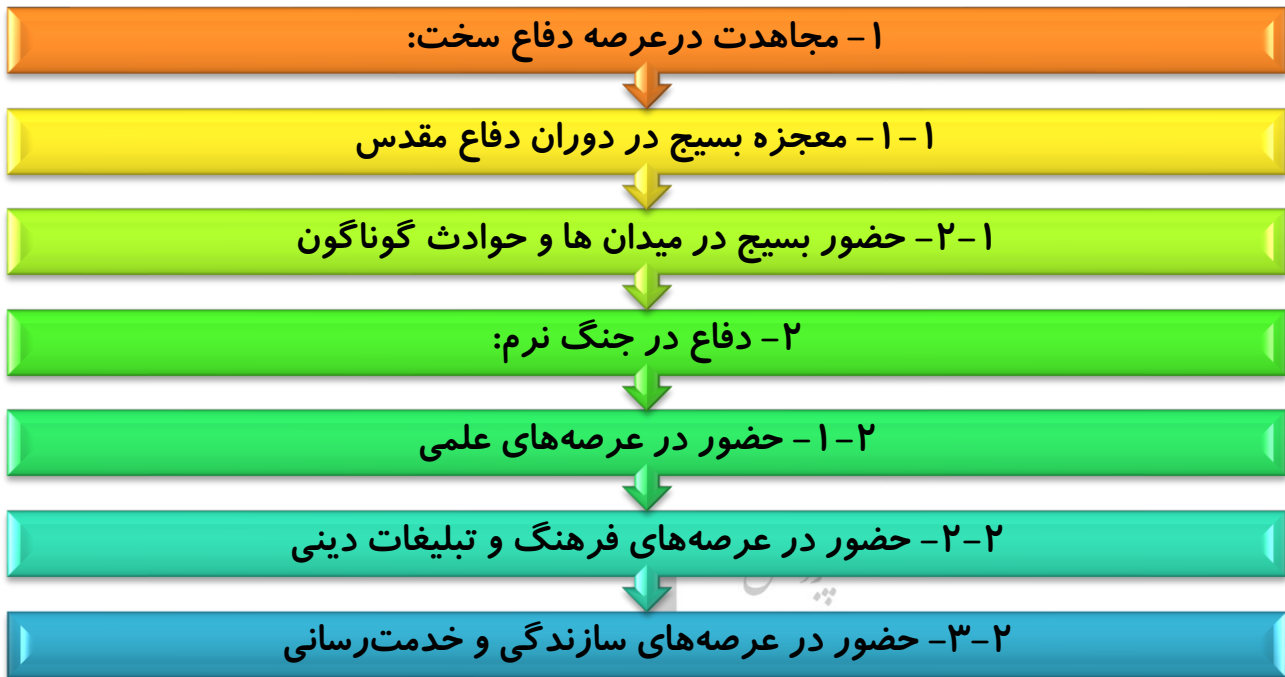 ۱- مجاهدت درعرصه دفاع سخت:
۱-۱- معجزه بسیج در دوران دفاع مقدس
۱-۲- حضور بسیج در میدان ها و حوادث گوناگون
۲- دفاع در جنگ نرم:
۲-۱- حضور در عرصه‌های علمی
۲-۲- حضور در عرصه‌های فرهنگ و تبلیغات دینی
۲-۳- حضور در عرصه‌های سازندگی و خدمت‌رسانی